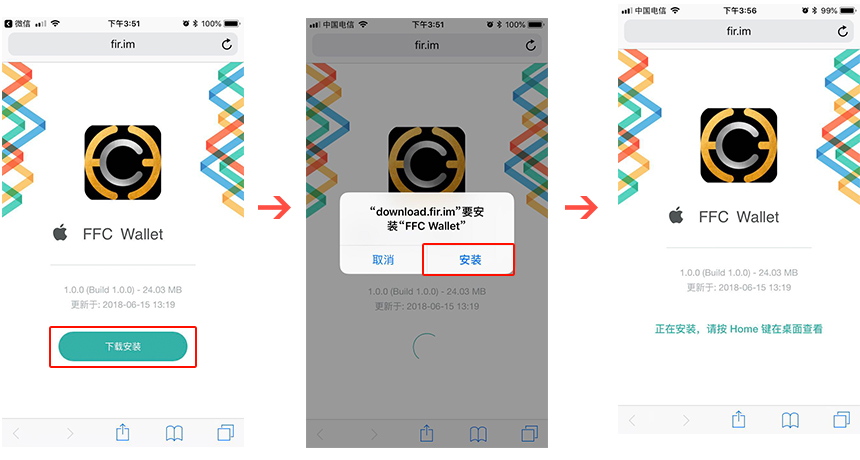 微信
下午3:51
100%
fir.im
FFC Wallet
1.0.0 (Build 1.0.0) - 24.03 MB
更新于: 2018-06-15 13:19
下载安装
中国电信
下午3:51
100%
fir.im
“download.fir.im”要安
装“FFC Wallet”
取消
安装
1.0.0 (Build 1.0.0) - 24.03 MB
更新于: 2018-06-15 13:19
中国电信
下午3:56
99%
fir.im
FFC Wallet
1.0.0 (Build 1.0.0) - 24.03 MB
更新于: 2018-06-15 13:19
正在安装，请按 Home 键在桌面查看